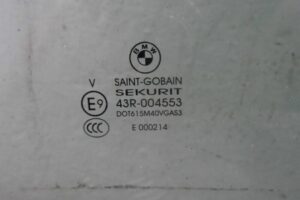 BMW
V SAINT-GOBAIN
SEKURIT
E9 43R-004553
DOT615M40VGAS3
CCC E 000214